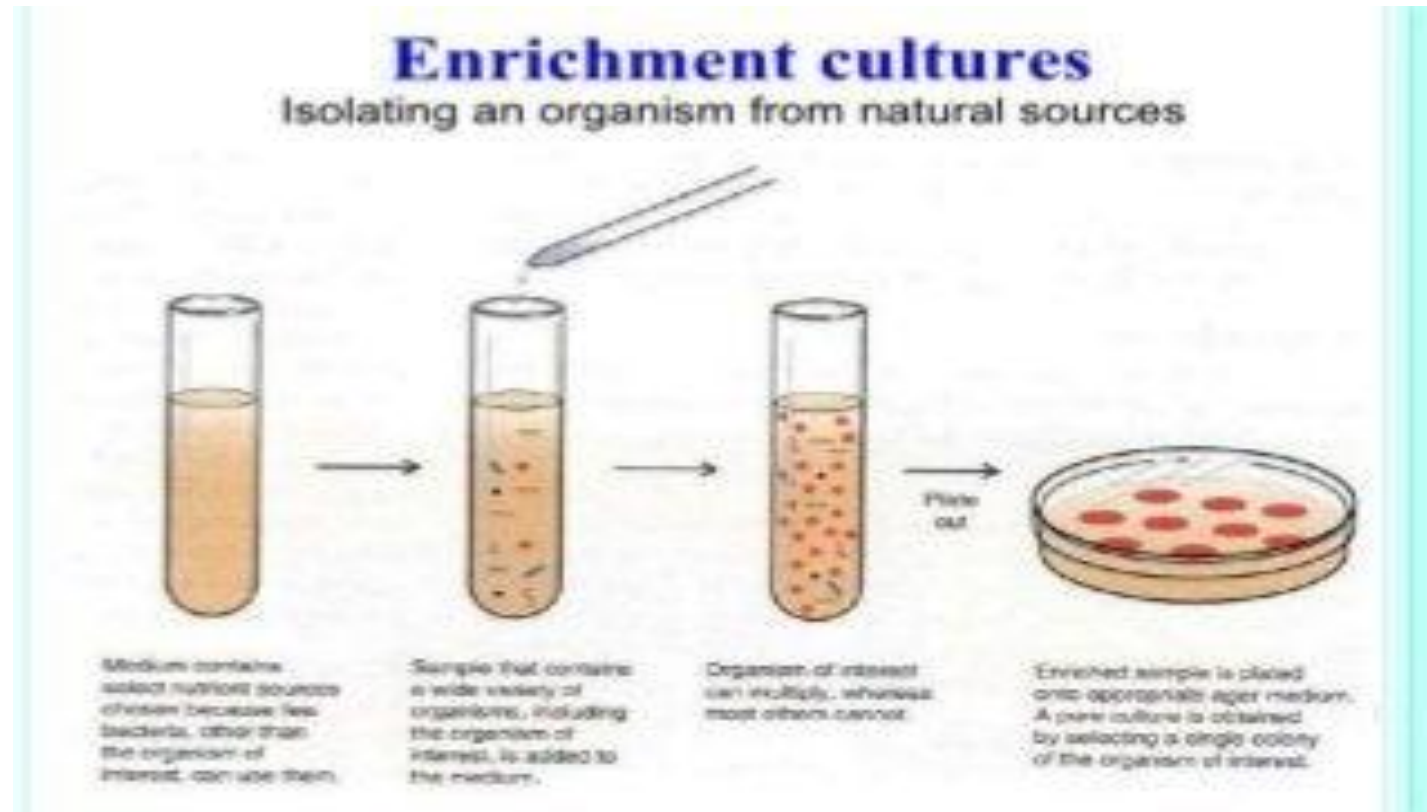 Enrichment cultures
Isolating an organism from natural sources
Plate
out
Medium contains
select nutrient sources
chosen because few
bacteria, other than
the organism of
interest, can use them.
Sample that contains
a wide variety of
organisms, including
the organism of
interest, is added to
the medium.
Organism of interest
can multiply, whereas
most others cannot.
Enriched sample is plated
onto appropriate agar medium.
A pure culture is obtained
by selecting a single colony
of the organism of interest.